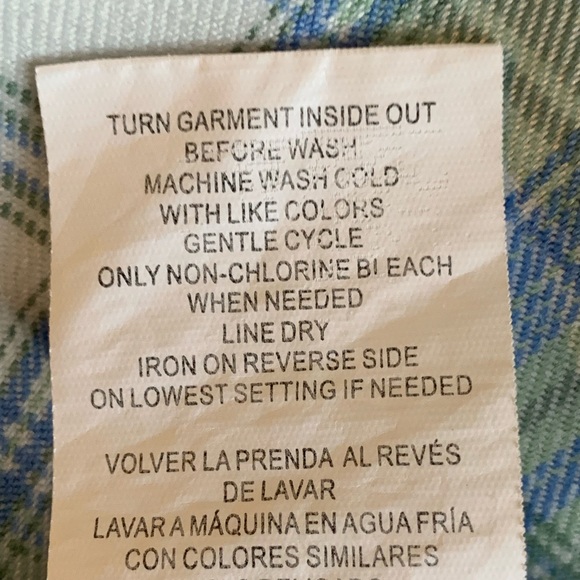 TURN GARMENT INSIDE OUT
BEFORE WASH
MACHINE WASH COLD
WITH LIKE COLORS
GENTLE CYCLE
ONLY NON-CHLORINE BLEACH
WHEN NEEDED
LINE DRY
IRON ON REVERSE SIDE
ON LOWEST SETTING IF NEEDED
VOLVER LA PRENDA AL REVÉS
DE LAVAR
LAVAR A MÁQUINA EN AGUA FRÍA
CON COLORES SIMILARES